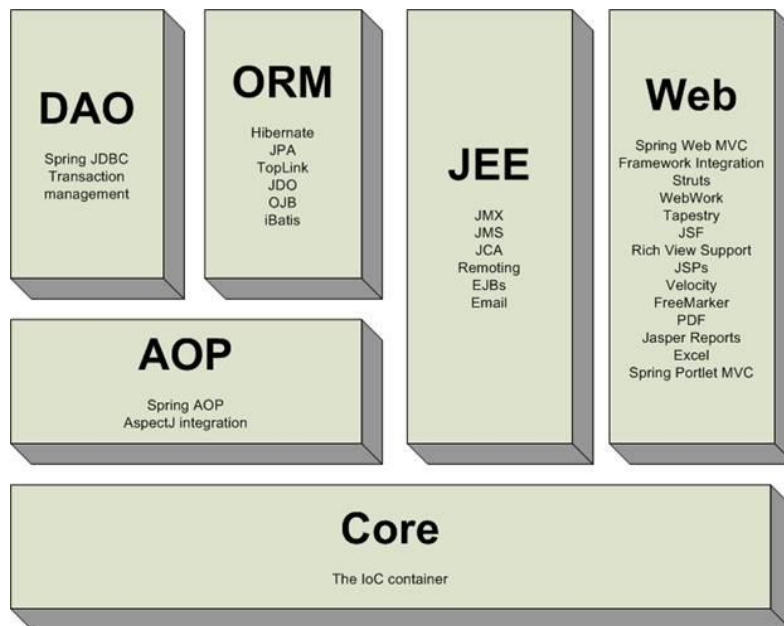 DAO
Spring JDBC
Transaction
management
ORM
Hibernate
JPA
TopLink
JDO
OJB
iBatis
JEE
JMX
JMS
JCA
Remoting
EJBs
Email
Web
Spring Web MVC
Framework Integration
Struts
WebWork
Tapestry
JSF
Rich View Support
JSPs
Velocity
FreeMarker
PDF
Jasper Reports
Excel
Spring Portlet MVC
AOP
Spring AOP
AspectJ integration
Core
The IoC container